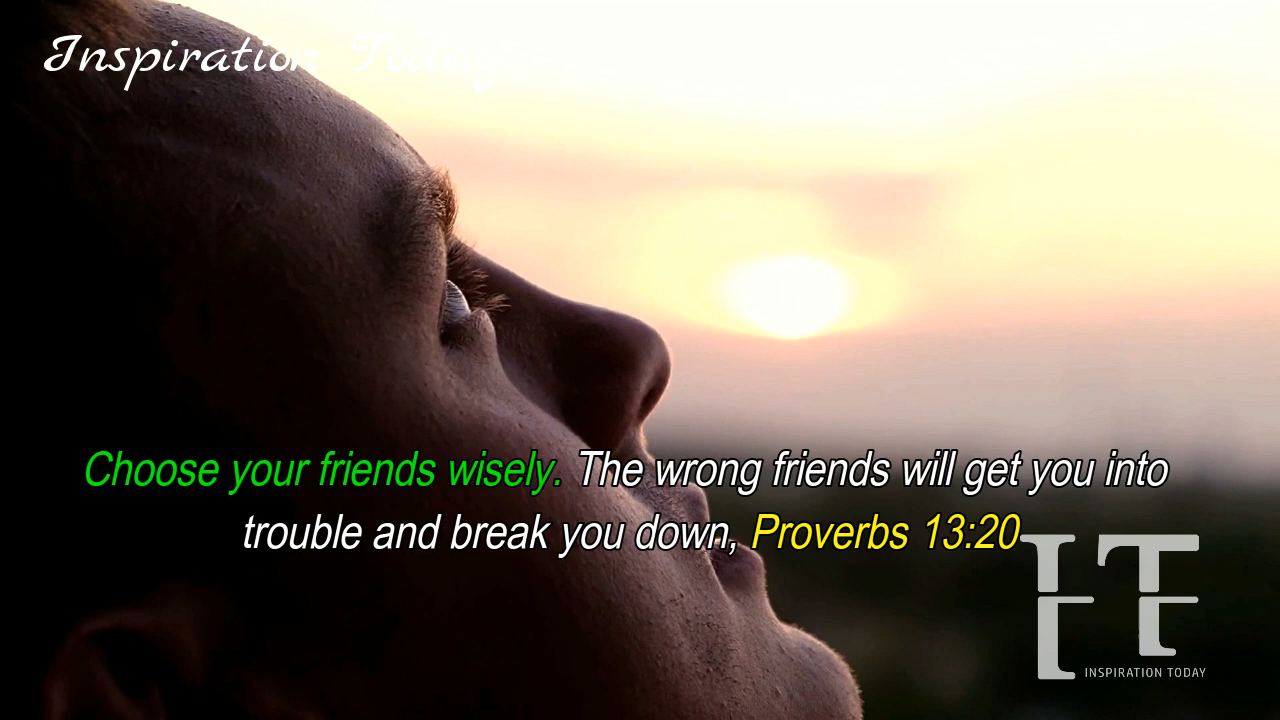 Inspiration Today
Choose your friends wisely. The wrong friends will get you into
trouble and break you down, Proverbs 13:20
IT
INSPIRATION TODAY